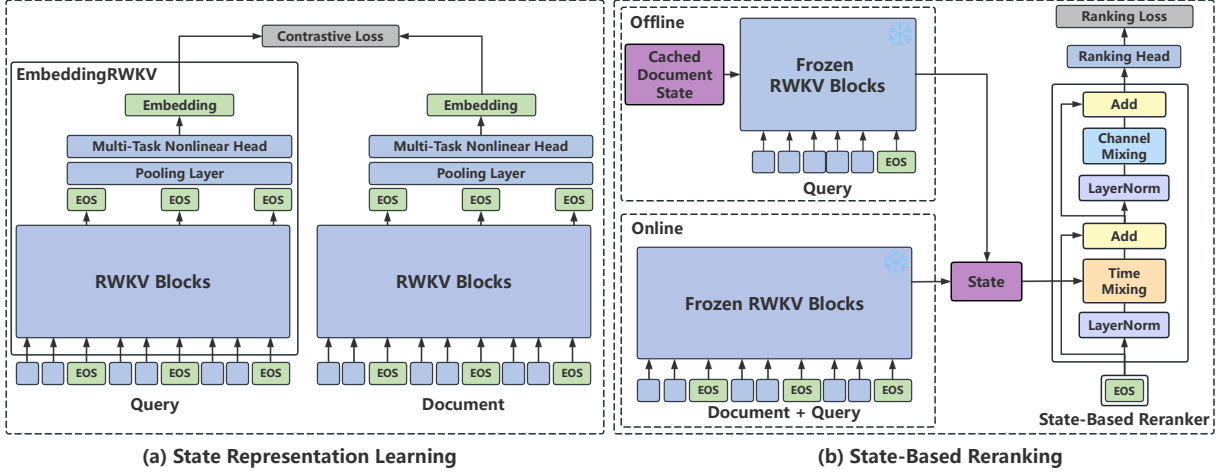 Contrastive Loss
EmbeddingRWKV
Embedding
Multi-Task Nonlinear Head
Pooling Layer
EOS
EOS
EOS
RWKV Blocks
EOS
EOS
EOS
Query
Embedding
Multi-Task Nonlinear Head
Pooling Layer
EOS
EOS
EOS
RWKV Blocks
EOS
EOS
EOS
Document
(a) State Representation Learning
Offline
Cached
Document
State
Frozen
RWKV Blocks
EOS
Query
Online
Frozen RWKV Blocks
EOS
EOS
EOS
Document + Query
State
Ranking Loss
Ranking Head
Add
Channel
Mixing
LayerNorm
Add
Time
Mixing
LayerNorm
EOS
State-Based Reranker
(b) State-Based Reranking